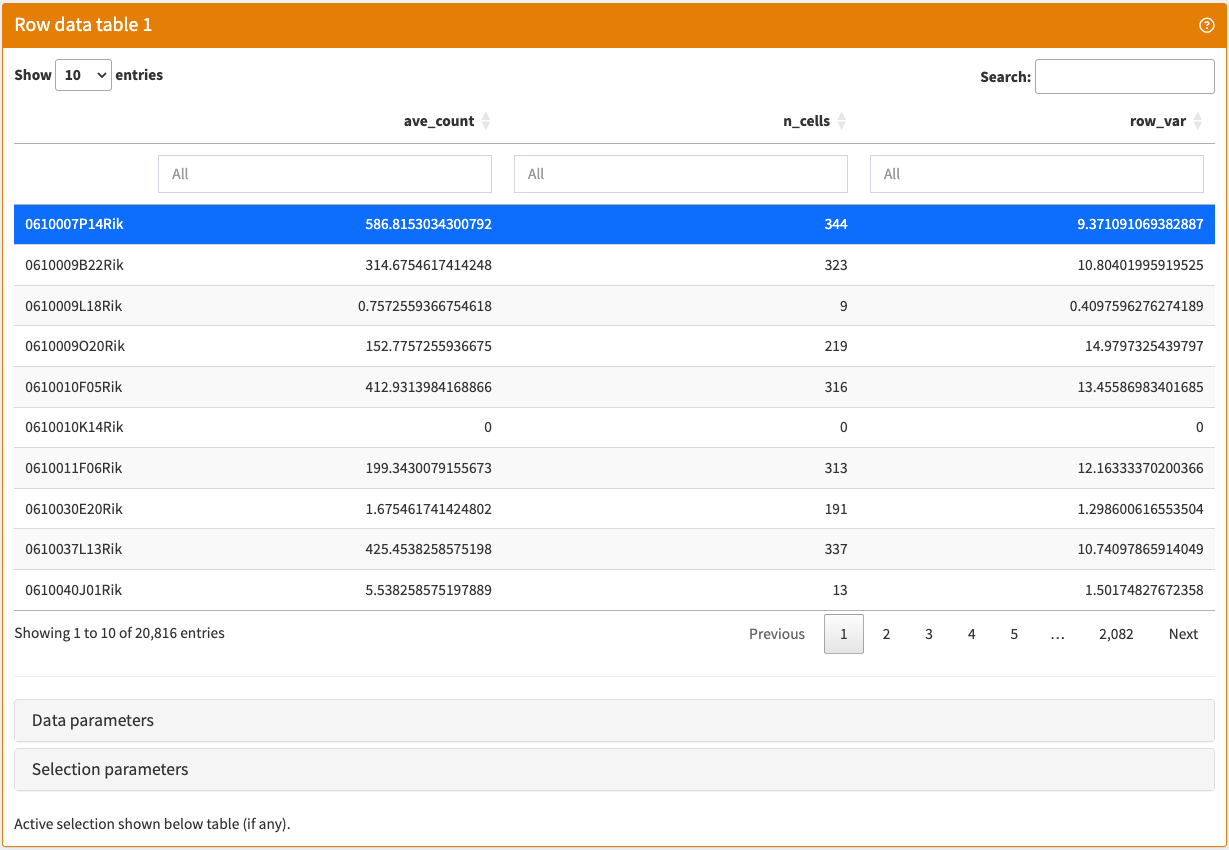 Row data table 1
Show 10 entries Search:
ave_count n_cells row_var
All All All
0610007P14Rik 586.8153034300792 344 9.371091069382887
0610009B22Rik 314.6754617414248 323 10.80401995919525
0610009L18Rik 0.7572559366754618 9 0.4097596276274189
0610009O20Rik 152.7757255936675 219 14.9797325439797
0610010F05Rik 412.9313984168866 316 13.45586983401685
0610010K14Rik 0 0 0
0610011F06Rik 199.3430079155673 313 12.16333370200366
0610030E20Rik 1.675461741424802 191 1.298600616553504
0610037L13Rik 425.4538258575198 337 10.74097865914049
0610040J01Rik 5.538258575197889 13 1.50174827672358
Showing 1 to 10 of 20,816 entries Previous 1 2 3 4 5 … 2,082 Next
Data parameters
Selection parameters
Active selection shown below table (if any).